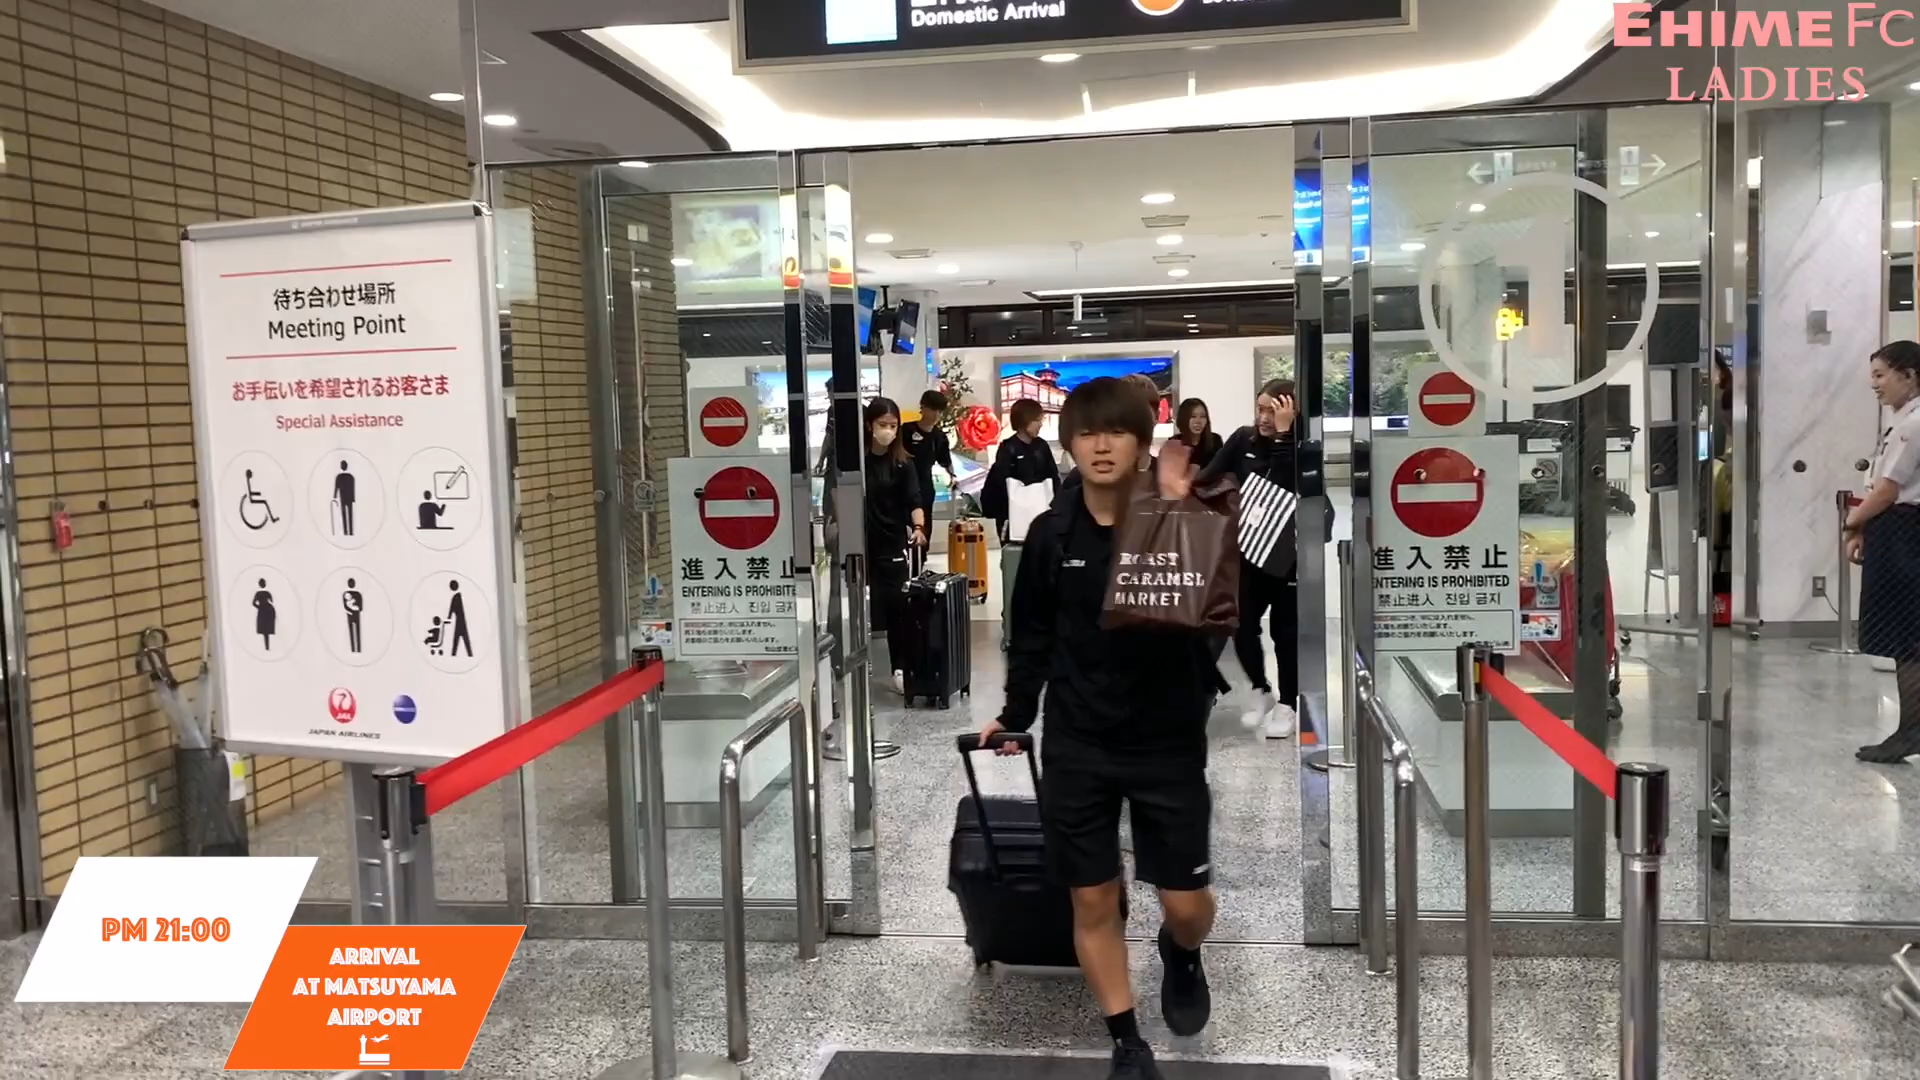 Domestic Arrival
EHIME FC
LADIES
待ち合わせ場所
Meeting Point
お手伝いを希望されるお客さま
Special Assistance
JAL
JAPAN AIRLINES
進入禁止
ENTERING IS PROHIBITED
禁止进入 진입 금지
進入禁止
ENTERING IS PROHIBITED
禁止进入 진입 금지
1
ROAST
CARAMEL
MARKET
PM 21:00
ARRIVAL
AT MATSUYAMA
AIRPORT